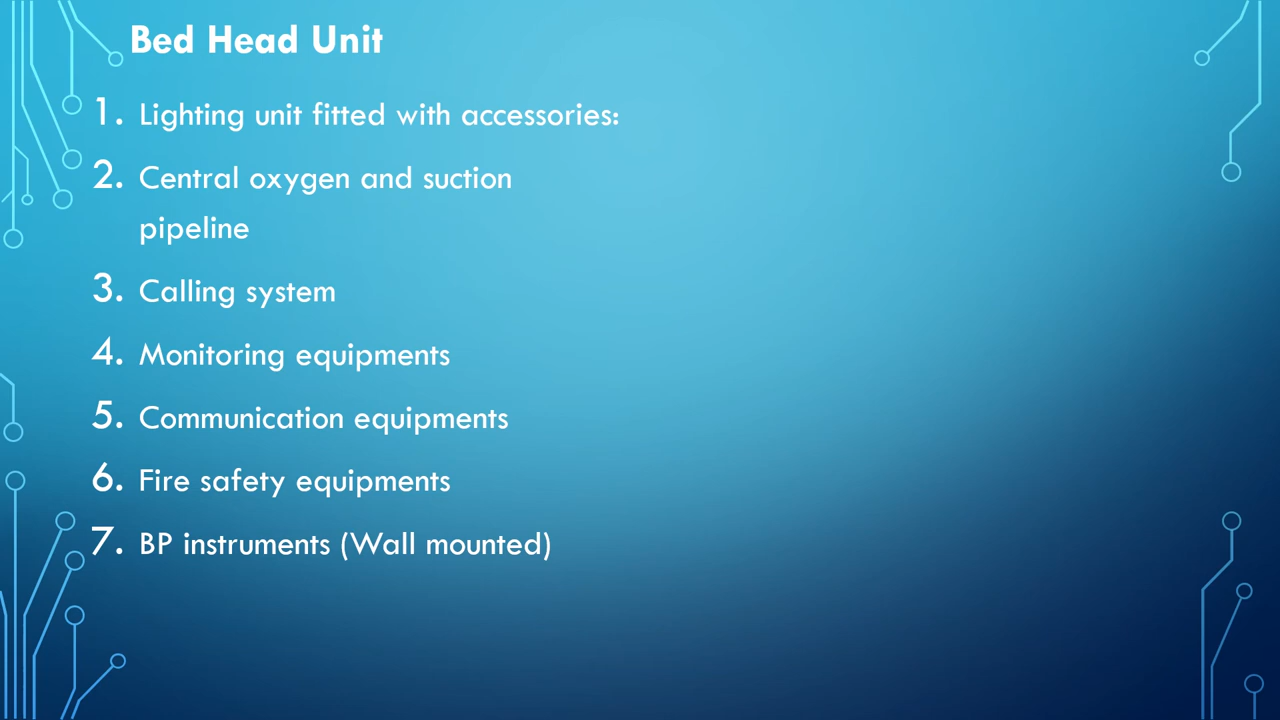 Bed Head Unit
1. Lighting unit fitted with accessories:
2. Central oxygen and suction
pipeline
3. Calling system
4. Monitoring equipments
5. Communication equipments
6. Fire safety equipments
7. BP instruments (Wall mounted)